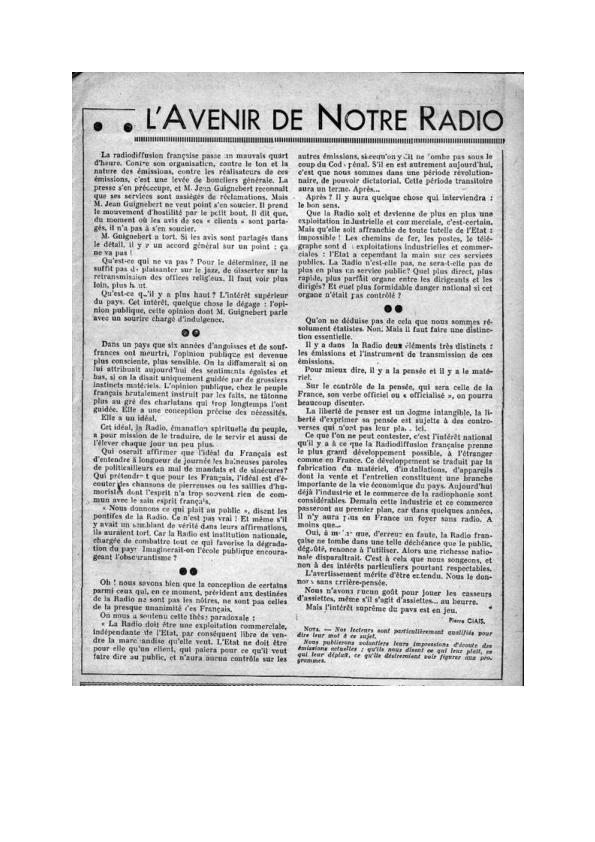 L'AVENIR DE NOTRE RADIO
La radiodiffusion française passe un mauvais quart
d'heure. Contre son organisation, contre le ton et la
nature des émissions, contre les réalisateurs de ces
émissions, c'est une levée de boucliers générale. La
presse s'en préoccupe, et M. Jean Guignebert reconnaît
que ses services sont assiégés de réclamations. Mais
M. Jean Guignebert ne veut point s'en soucier. Il prend
le mouvement d'hostilité par le petit bout. Il dit que,
du moment où les avis de ses « clients » sont parta-
gés, il n'a pas à s'en soucier.
M. Guignebert a tort. Si les avis sont partagés dans
le détail, il y a un accord général sur un point : ça
ne va pas !
Qu'est-ce qui ne va pas ? Pour le déterminer, il ne
suffit pas de plaisanter sur le jazz, de disserter sur la
retransmission des offices religieux. Il faut voir plus
loin, plus haut.
Qu'est-ce qu'il y a plus haut ? L'intérêt supérieur
du pays. Cet intérêt, quelque chose le dégage : l'opi-
nion publique, cette opinion dont M. Guignebert parle
avec un sourire chargé d'indulgence.
Dans un pays que six années d'angoisses et de souf-
frances ont meurtri, l'opinion publique est devenue
plus consciente, plus sensible. On la diffamerait si on
lui attribuait aujourd'hui des sentiments égoïstes et
bas, si on la disait uniquement guidée par de grossiers
instincts matériels. L'opinion publique, chez le peuple
français brutalement instruit par les faits, ne tâtonne
plus au gré des charlatans qui trop longtemps l'ont
guidée. Elle a une conception précise des nécessités.
Elle a un idéal.
Cet idéal, la Radio, émanation spirituelle du peuple,
a pour mission de le traduire, de le servir et aussi de
l'élever chaque jour un peu plus.
Qui oserait affirmer que l'idéal du Français est
d'entendre à longueur de journée les haineuses paroles
de politicailleurs en mal de mandats et de sinécures?
Qui prétendrait que pour les Français, l'idéal est d'é-
couter des chansons de pierreuses ou les saillies d'hu-
moristes dont l'esprit n'a trop souvent rien de com-
mun avec le sain esprit français.
« Nous donnons ce qui plait au public », disent les
pontifes de la Radio. Ce n'est pas vrai ! Et même s'il
y avait un semblant de vérité dans leurs affirmations,
ils auraient tort. Car la Radio est institution nationale,
chargée de combattre tout ce qui favorise la dégrada-
tion du pays. Imaginerait-on l'école publique encoura-
geant l'obscurantisme ?
Oh ! nous savons bien que la conception de certains
parmi ceux qui, en ce moment, président aux destinées
de la Radio ne sont pas les nôtres, ne sont pas celles
de la presque unanimité des Français.
On nous a soutenu cette thèse paradoxale :
« La Radio doit être une exploitation commerciale,
indépendante de l'Etat, par conséquent libre de ven-
dre la marchandise qu'elle veut. L'Etat ne doit être
pour elle qu'un client, qui paiera pour ce qu'il veut
faire dire au public, et n'aura aucun contrôle sur les
autres émissions, si ce qu'on y dit ne tombe pas sous le
coup du Code pénal. S'il en est autrement aujourd'hui,
c'est que nous sommes dans une période révolution-
naire, de pouvoir dictatorial. Cette période transitoire
aura un terme. Après...
Après ? Il y aura quelque chose qui interviendra :
le bon sens.
Que la Radio soit et devienne de plus en plus une
exploitation industrielle et commerciale, c'est certain.
Mais qu'elle soit affranchie de toute tutelle de l'Etat :
impossible ! Les chemins de fer, les postes, le télé-
graphe sont des exploitations industrielles et commer-
ciales : l'Etat a cependant la main sur ces services
publics. La Radio n'est-elle pas, ne sera-t-elle pas de
plus en plus un service public? Quel plus direct, plus
rapide, plus parfait organe entre les dirigeants et les
dirigés? Et quel plus formidable danger national si cet
organe n'était pas contrôlé ?
Qu'on ne déduise pas de cela que nous sommes ré-
solument étatistes. Non. Mais il faut faire une distinc-
tion essentielle.
Il y a dans la Radio deux éléments très distincts :
les émissions et l'instrument de transmission de ces
émissions.
Pour mieux dire, il y a la pensée et il y a le maté-
riel.
Sur le contrôle de la pensée, qui sera celle de la
France, son verbe officiel ou « officialisé », on pourra
beaucoup discuter.
La liberté de penser est un dogme intangible, la li-
berté d'exprimer sa pensée est sujette à des contro-
verses qui n'ont pas leur place ici.
Ce que l'on ne peut contester, c'est l'intérêt national
qu'il y a à ce que la Radiodiffusion française prenne
le plus grand développement possible, à l'étranger
comme en France. Ce développement se traduit par la
fabrication du matériel, d'installations, d'appareils
dont la vente et l'entretien constituent une branche
importante de la vie économique du pays. Aujourd'hui
déjà l'industrie et le commerce de la radiophonie sont
considérables. Demain cette industrie et ce commerce
passeront au premier plan, car dans quelques années,
il n'y aura plus en France un foyer sans radio. A
moins que...
Oui, à moins que, d'erreur en faute, la Radio fran-
çaise ne tombe dans une telle déchéance que le public,
dégoûté, renonce à l'utiliser. Alors une richesse natio-
nale disparaîtrait. C'est à cela que nous songeons, et
non à des intérêts particuliers pourtant respectables.
L'avertissement mérite d'être entendu. Nous le don-
nons sans arrière-pensée.
Nous n'avons aucun goût pour jouer les casseurs
d'assiettes, même s'il s'agit d'assiettes... au beurre.
Mais l'intérêt suprême du pays est en jeu.
Pierre CIAIS.
NOTA. — Nos lecteurs sont particulièrement qualifiés pour
dire leur mot à ce sujet.
Nous publierons volontiers leurs impressions d'écoute des
émissions actuelles ; qu'ils nous disent ce qui leur plaît, ce
qui leur déplaît, ce qu'ils désireraient voir figurer aux pro-
grammes.